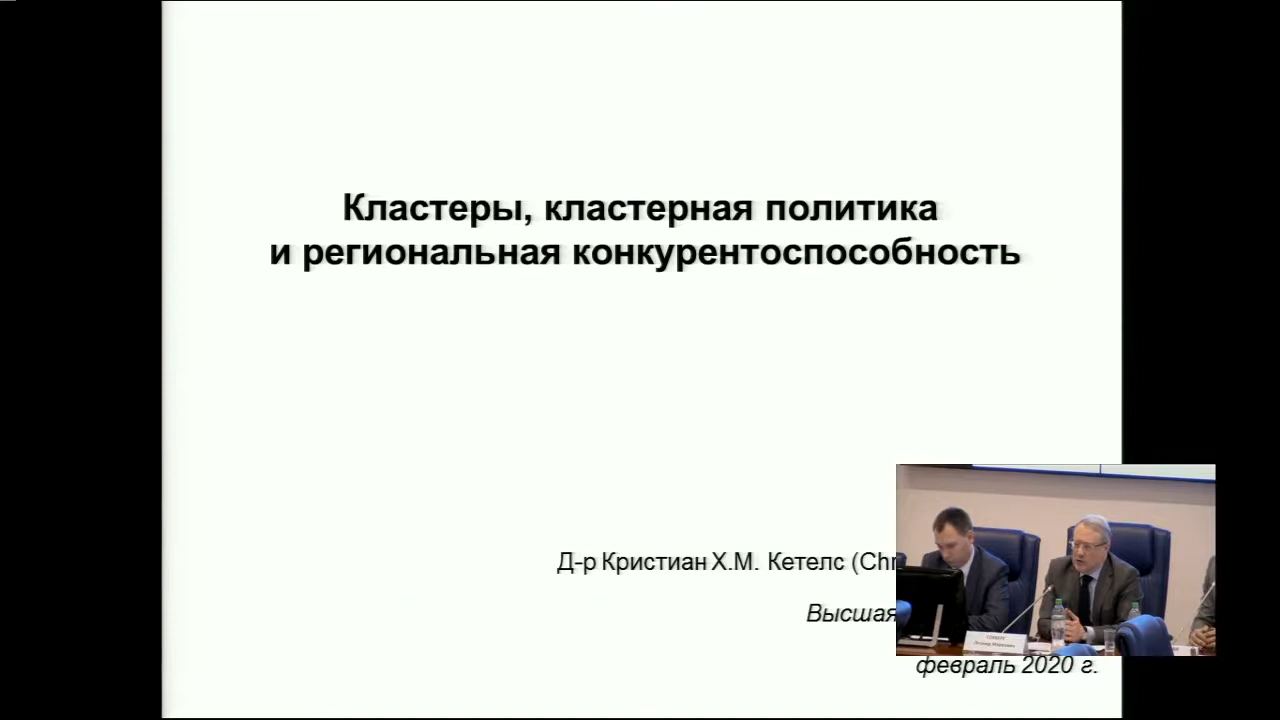 Кластеры, кластерная политика
и региональная конкурентоспособность
Д-р Кристиан Х.М. Кетелс (Chr
Высшая
февраль 2020 г.